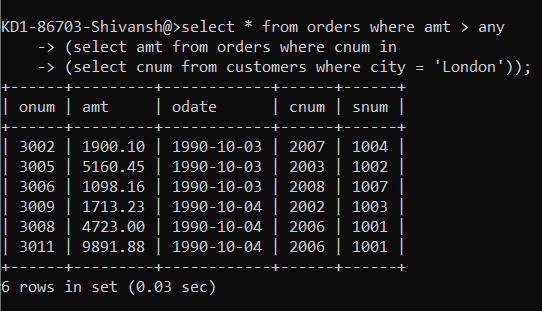 KD1-86703-Shivansh@>select * from orders where amt > any
    -> (select amt from orders where cnum in
    -> (select cnum from customers where city = 'London'));
+------+---------+------------+------+------+
| onum | amt     | odate      | cnum | snum |
+------+---------+------------+------+------+
| 3002 | 1900.10 | 1990-10-03 | 2007 | 1004 |
| 3005 | 5160.45 | 1990-10-03 | 2003 | 1002 |
| 3006 | 1098.16 | 1990-10-03 | 2008 | 1007 |
| 3009 | 1713.23 | 1990-10-04 | 2002 | 1003 |
| 3008 | 4723.00 | 1990-10-04 | 2006 | 1001 |
| 3011 | 9891.88 | 1990-10-04 | 2006 | 1001 |
+------+---------+------------+------+------+
6 rows in set (0.03 sec)